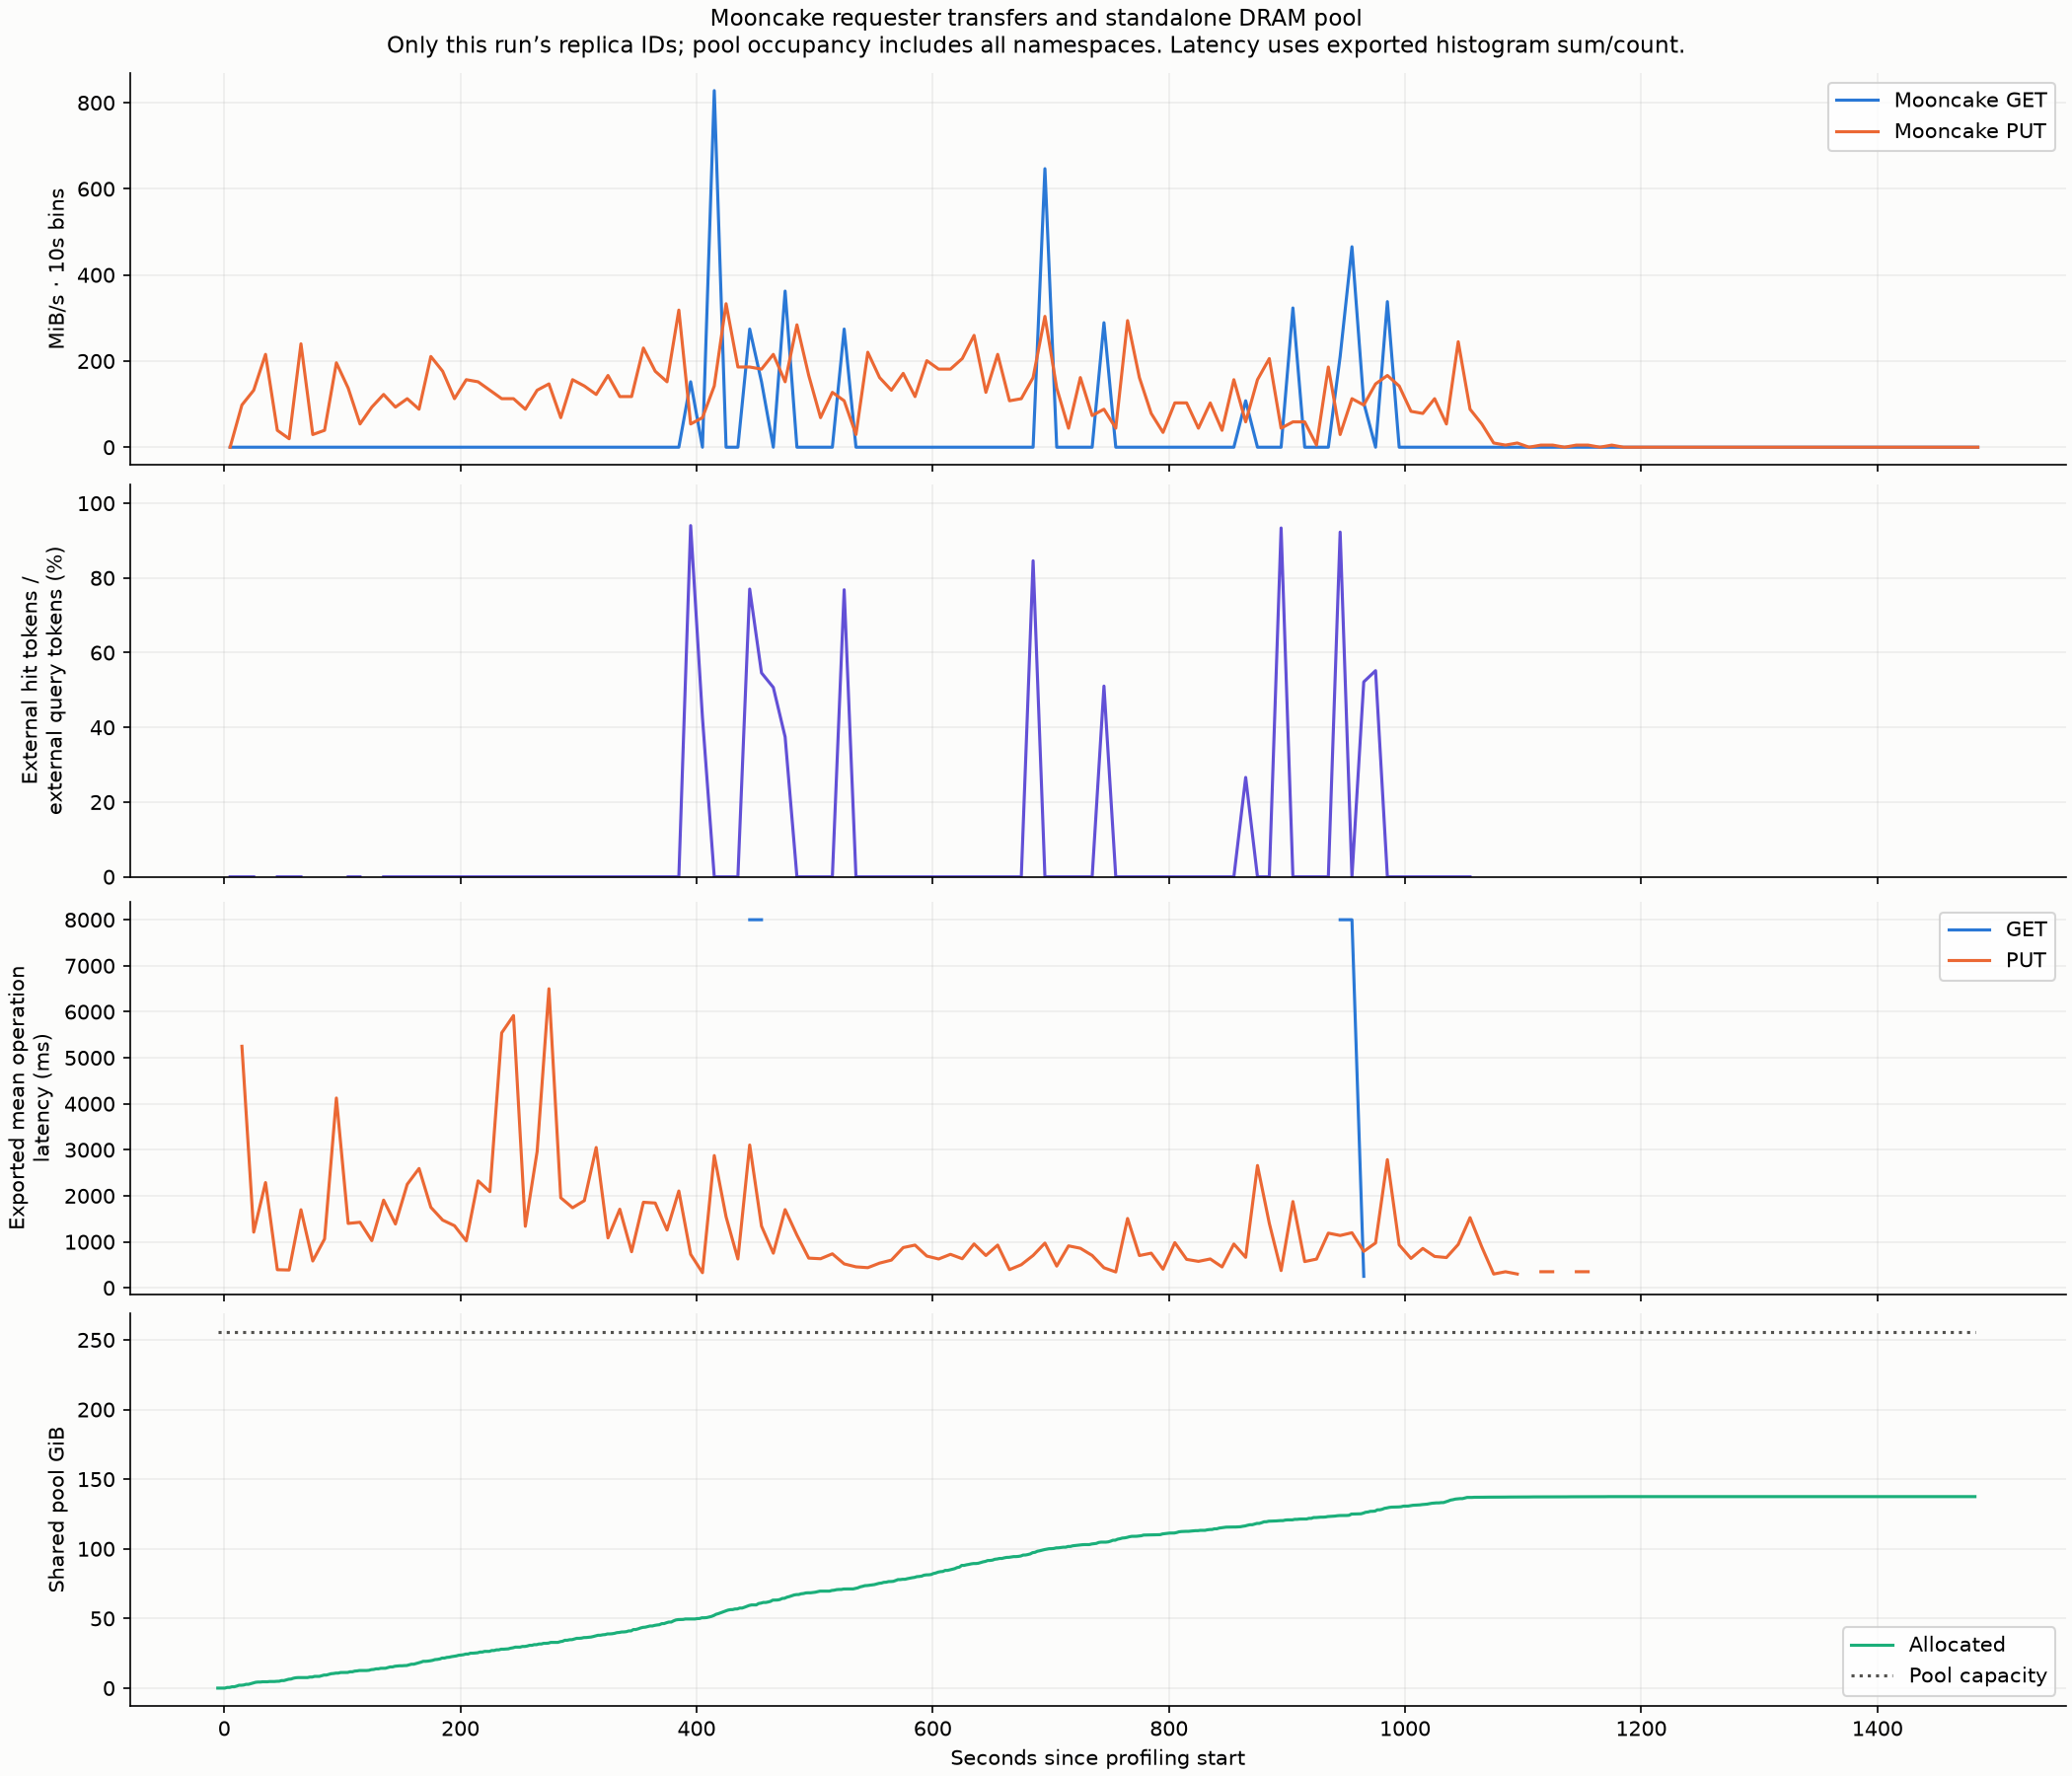 Mooncake requester transfers and standalone DRAM pool
Only this run’s replica IDs; pool occupancy includes all namespaces. Latency uses exported histogram sum/count.
800
600
400
200
0
MiB/s · 10s bins
Mooncake GET
Mooncake PUT
100
80
60
40
20
0
External hit tokens /
external query tokens (%)
8000
7000
6000
5000
4000
3000
2000
1000
0
Exported mean operation
latency (ms)
GET
PUT
250
200
150
100
50
0
Shared pool GiB
Allocated
Pool capacity
0 200 400 600 800 1000 1200 1400
Seconds since profiling start